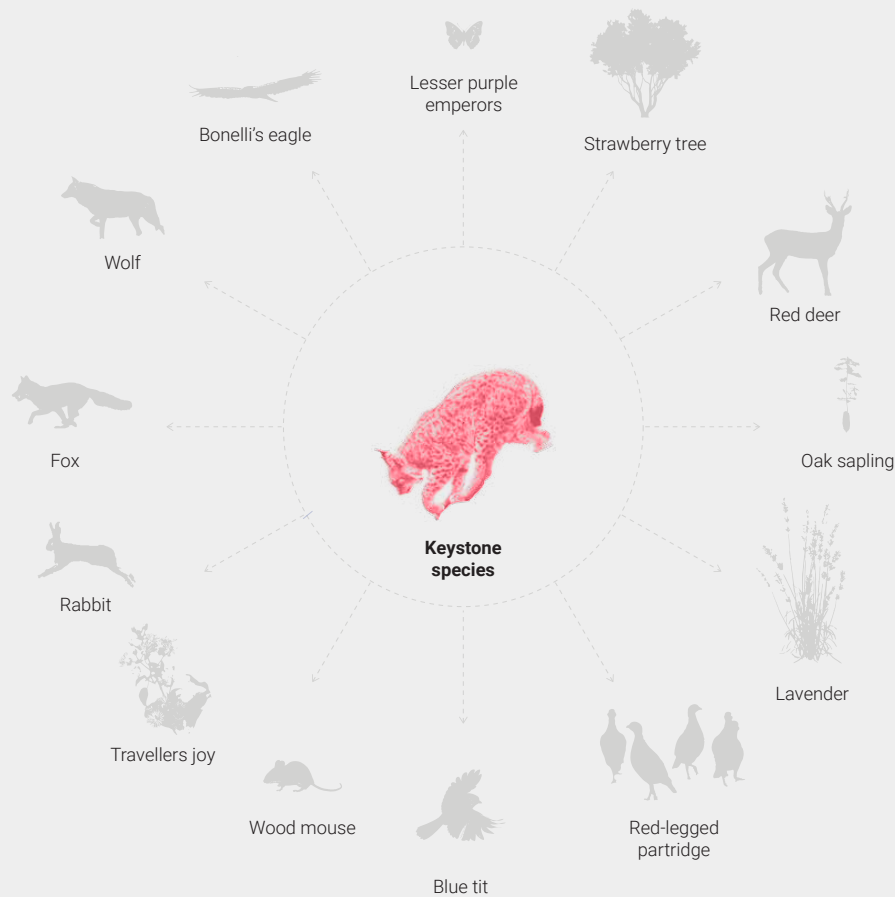 Lesser purple
emperors
Bonelli’s eagle
Strawberry tree
Wolf
Red deer
Fox
Oak sapling
Keystone
species
Rabbit
Lavender
Travellers joy
Wood mouse
Red-legged
partridge
Blue tit